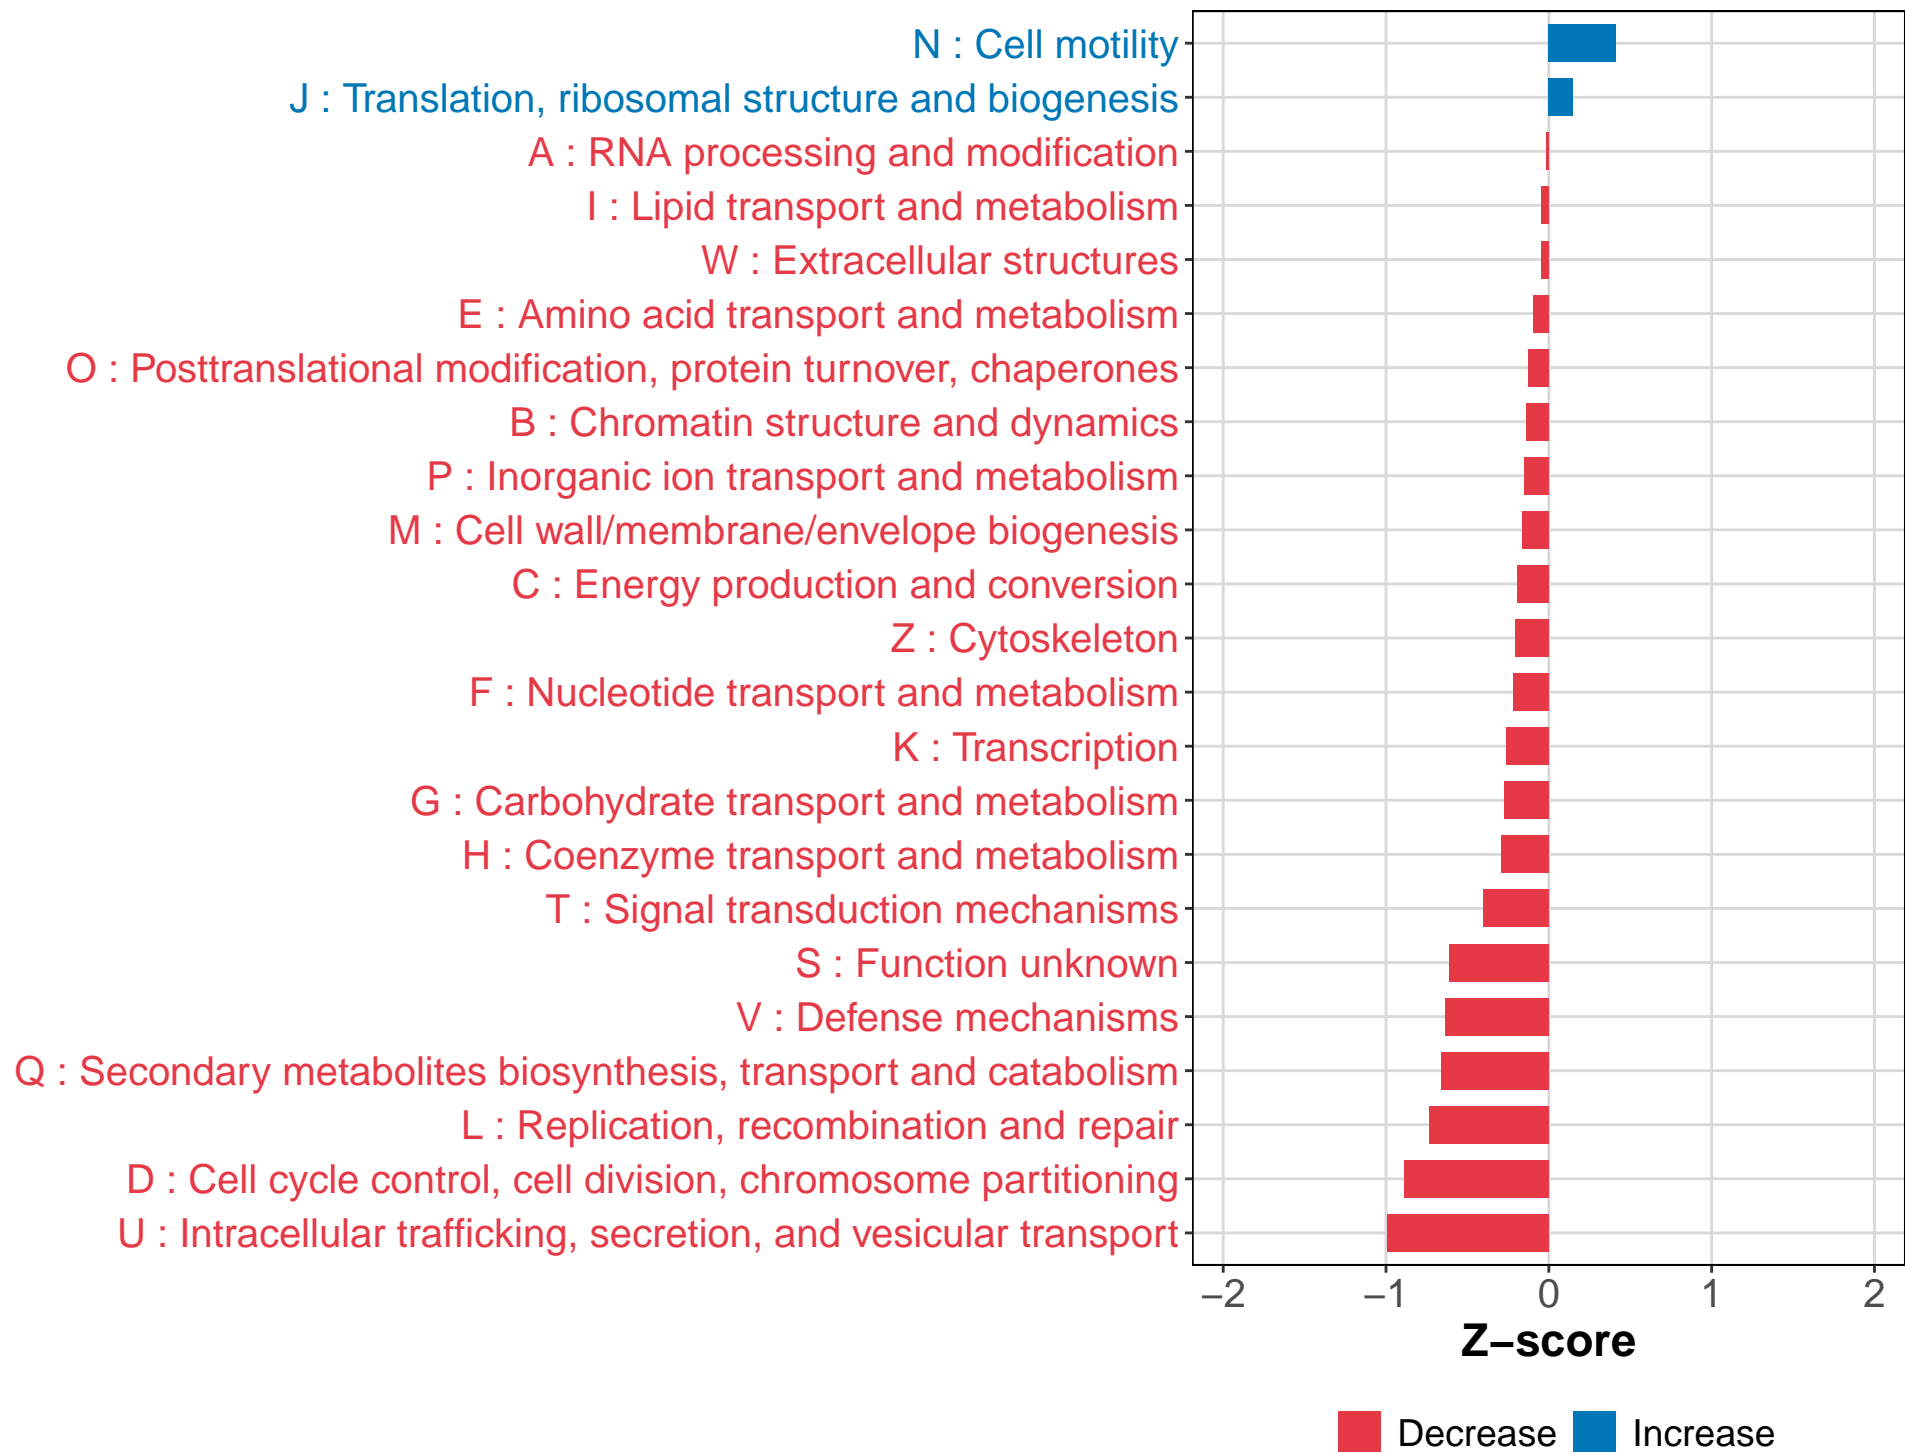 N : Cell motility
J : Translation, ribosomal structure and biogenesis
A : RNA processing and modification
I : Lipid transport and metabolism
W : Extracellular structures
E : Amino acid transport and metabolism
O : Posttranslational modification, protein turnover, chaperones
B : Chromatin structure and dynamics
P : Inorganic ion transport and metabolism
M : Cell wall/membrane/envelope biogenesis
C : Energy production and conversion
Z : Cytoskeleton
F : Nucleotide transport and metabolism
K : Transcription
G : Carbohydrate transport and metabolism
H : Coenzyme transport and metabolism
T : Signal transduction mechanisms
S : Function unknown
V : Defense mechanisms
Q : Secondary metabolites biosynthesis, transport and catabolism
L : Replication, recombination and repair
D : Cell cycle control, cell division, chromosome partitioning
U : Intracellular trafficking, secretion, and vesicular transport
−2 −1 0 1 2
Z−score
Decrease Increase